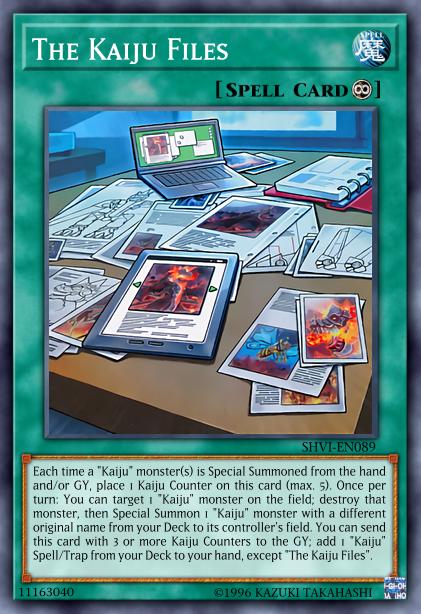 The Kaiju Files
SPELL
魔
[Spell Card]
SHVI-EN089
Each time a "Kaiju" monster(s) is Special Summoned from the hand
and/or GY, place 1 Kaiju Counter on this card (max. 5). Once per
turn: You can target 1 "Kaiju" monster on the field; destroy that
monster, then Special Summon 1 "Kaiju" monster with a different
original name from your Deck to its controller's field. You can send
this card with 3 or more Kaiju Counters to the GY; add 1 "Kaiju"
Spell/Trap from your Deck to your hand, except "The Kaiju Files".
11163040
©1996 KAZUKI TAKAHASHI